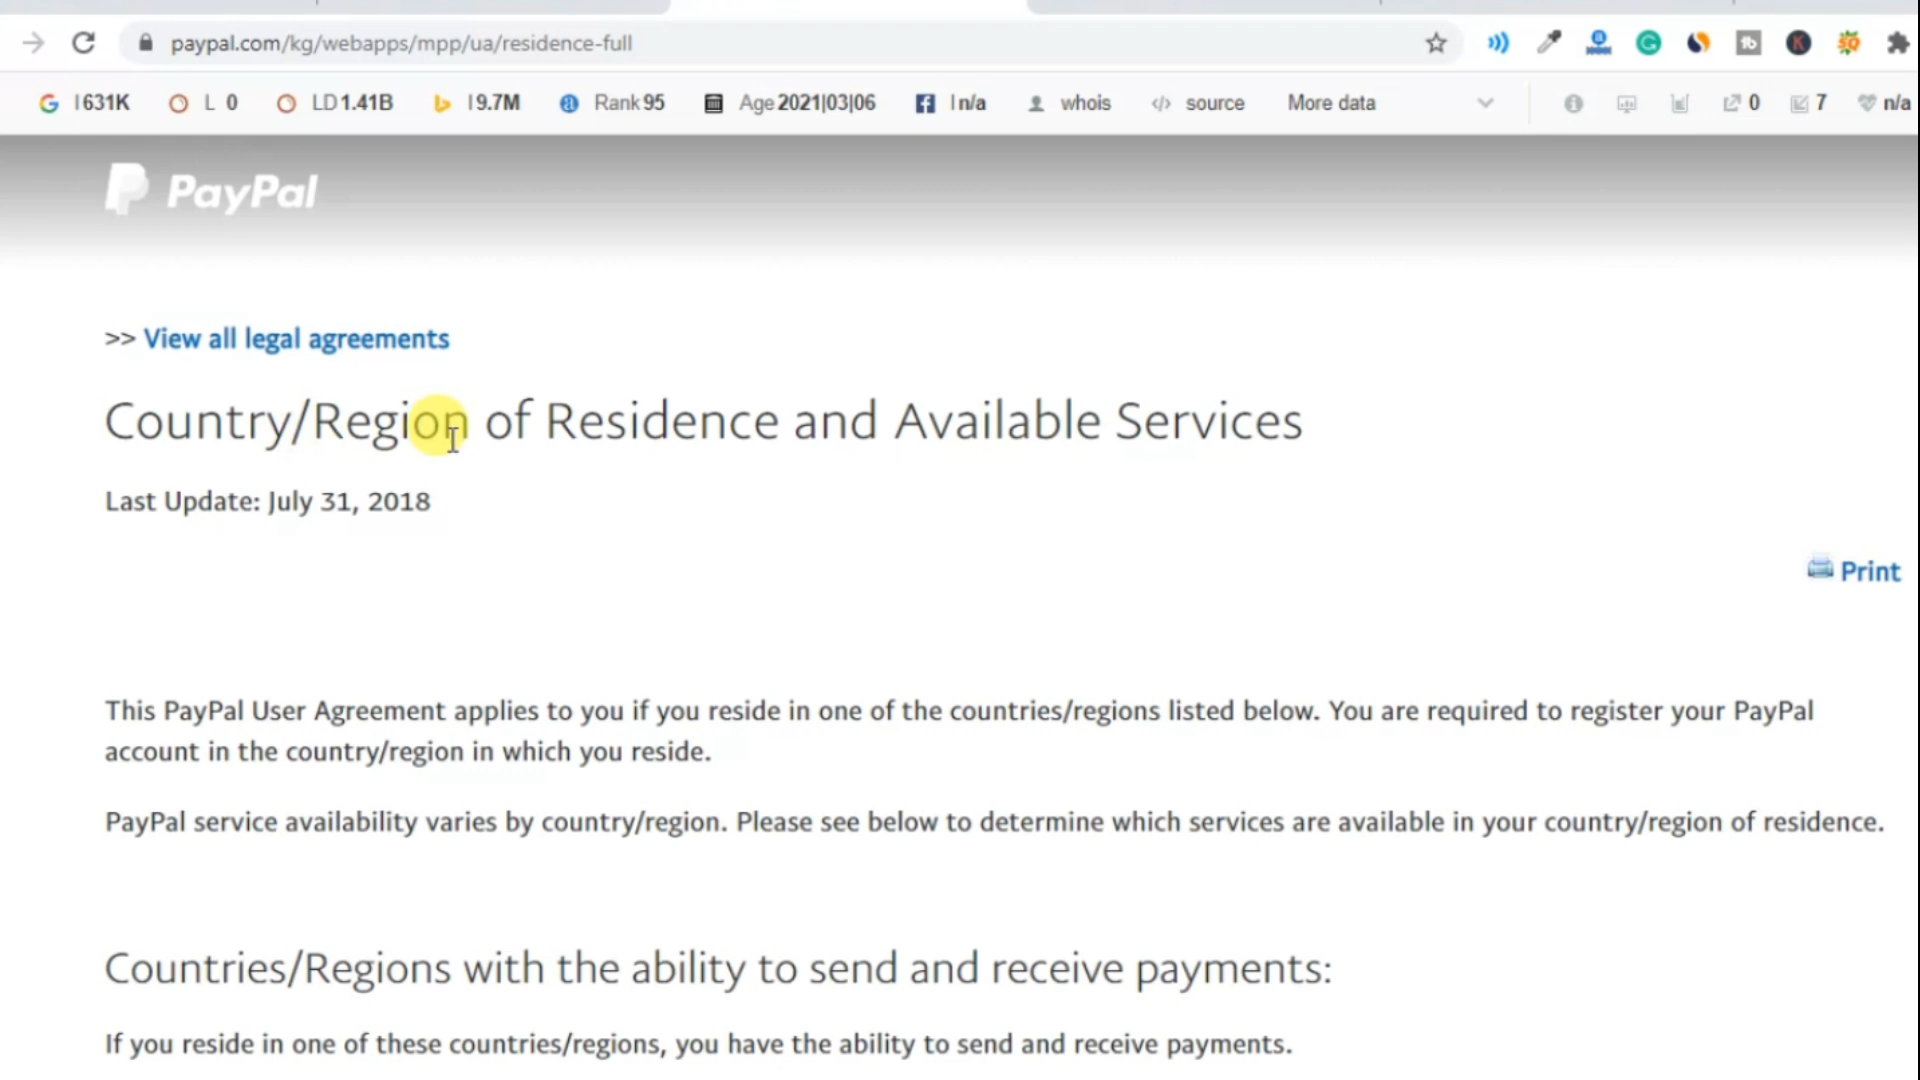 paypal.com/kg/webapps/mpp/ua/residence-full
I 631K L 0 LD 1.41B I 9.7M Rank 95 Age 2021|03|06 I n/a whois source More data 0 7 n/a
PayPal
>> View all legal agreements
Country/Region of Residence and Available Services
Last Update: July 31, 2018
Print
This PayPal User Agreement applies to you if you reside in one of the countries/regions listed below. You are required to register your PayPal
account in the country/region in which you reside.
PayPal service availability varies by country/region. Please see below to determine which services are available in your country/region of residence.
Countries/Regions with the ability to send and receive payments:
If you reside in one of these countries/regions, you have the ability to send and receive payments.